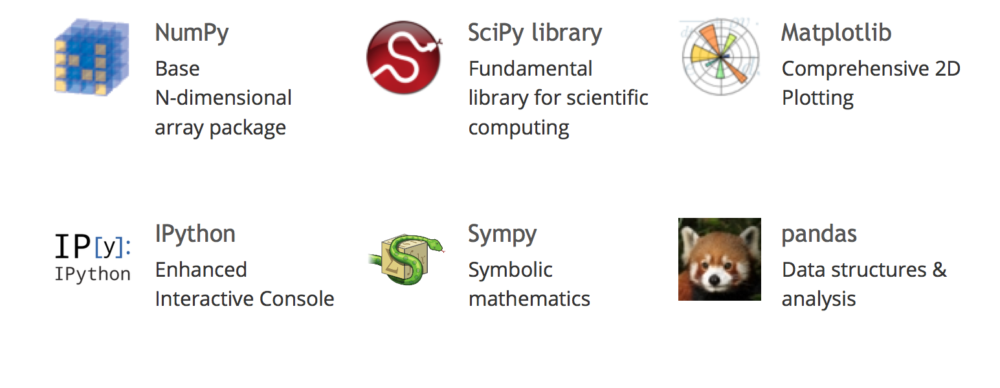 NumPy
Base
N-dimensional
array package
SciPy library
Fundamental
library for scientific
computing
Matplotlib
Comprehensive 2D
Plotting
IP[y]:
IPython
IPython
Enhanced
Interactive Console
Sympy
Symbolic
mathematics
pandas
Data structures &
analysis